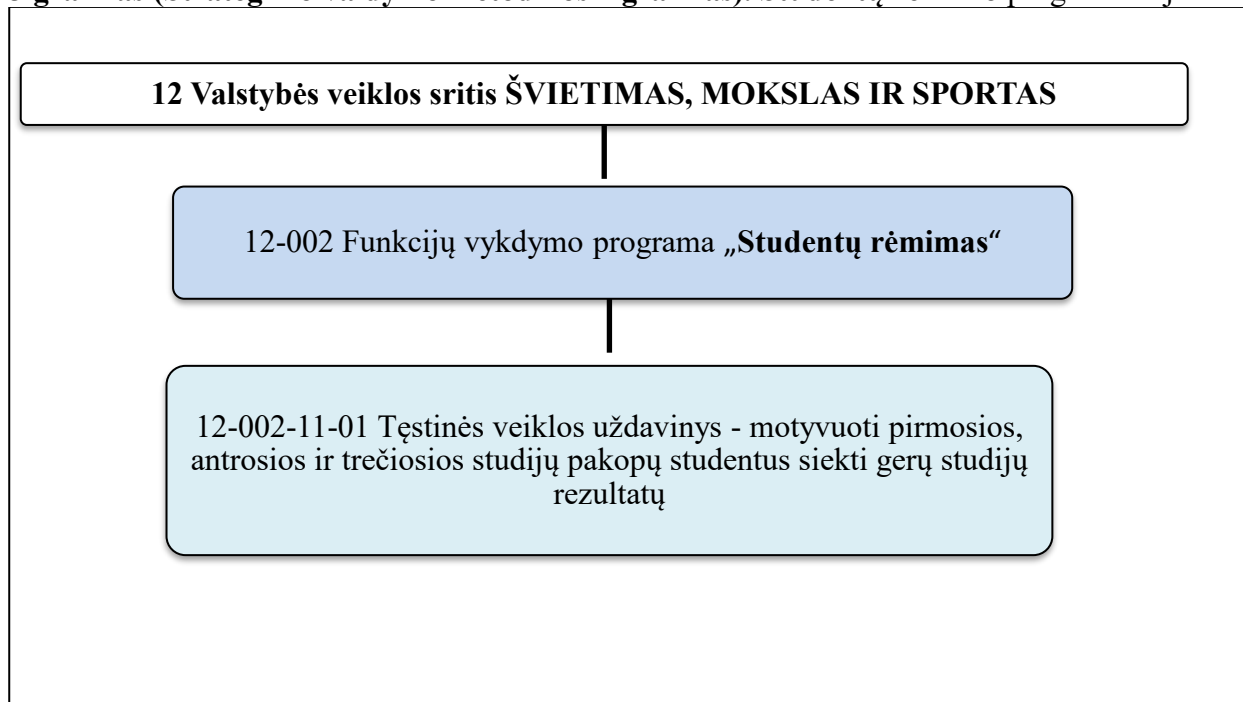 12 Valstybės veiklos sritis ŠVIETIMAS, MOKSLAS IR SPORTAS
12-002 Funkcijų vykdymo programa „Studentų rėmimas“
12-002-11-01 Tęstinės veiklos uždavinys - motyvuoti pirmosios,
antrosios ir trečiosios studijų pakopų studentus siekti gerų studijų
rezultatų